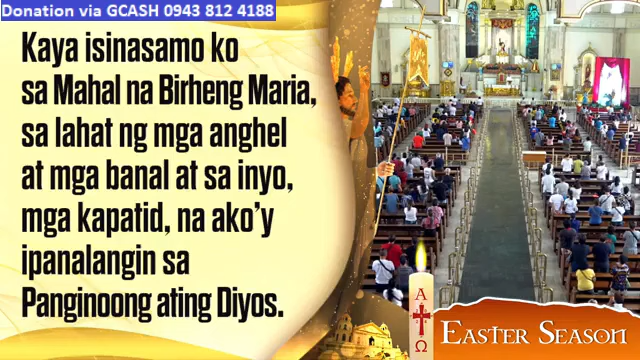 Donation via GCASH 0943 812 4188
Kaya isinasamo ko
sa Mahal na Birheng Maria,
sa lahat ng mga anghel
at mga banal at sa inyo,
mga kapatid, na ako'y
ipanalangin sa
Panginoong ating Diyos.
A
Ω
EASTER SEASON